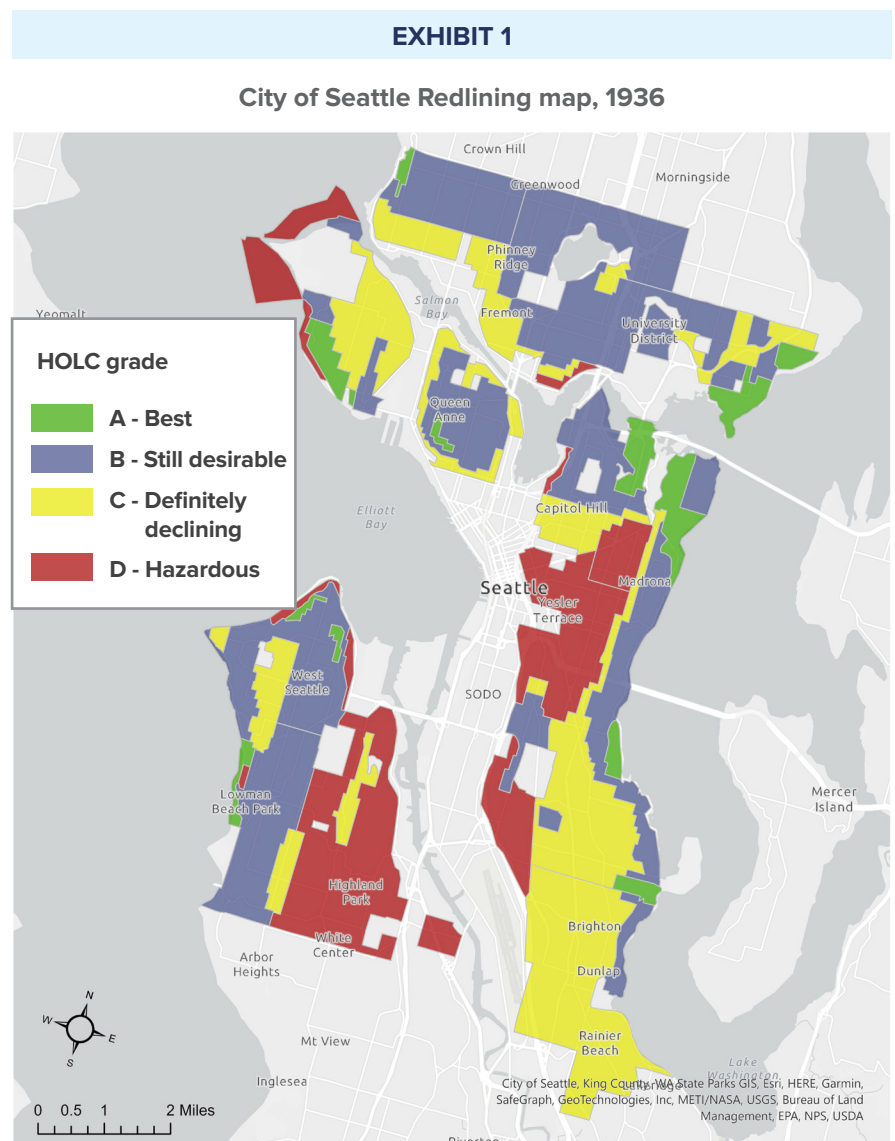 EXHIBIT 1
City of Seattle Redlining map, 1936
Crown Hill
Greenwood
Morningside
Phinney
Ridge
Salmon
Bay
Fremont
Yeomalt
University
District
HOLC grade
A - Best
B - Still desirable
C - Definitely
declining
D - Hazardous
Queen
Anne
Elliott
Bay
Capitol Hill
Seattle
Madrona
Yesler
Terrace
West
Seattle
SODO
Lowman
Beach Park
Mercer
Island
Highland
Park
Brighton
White
Center
Arbor
Heights
Dunlap
N
W
E
S
Mt View
Rainier
Beach
Lake
Washington
Inglesea
City of Seattle, King County, WA State Parks GIS, Esri, HERE, Garmin,
SafeGraph, GeoTechnologies, Inc, METI/NASA, USGS, Bureau of Land
Management, EPA, NPS, USDA
0 0.5 1 2 Miles